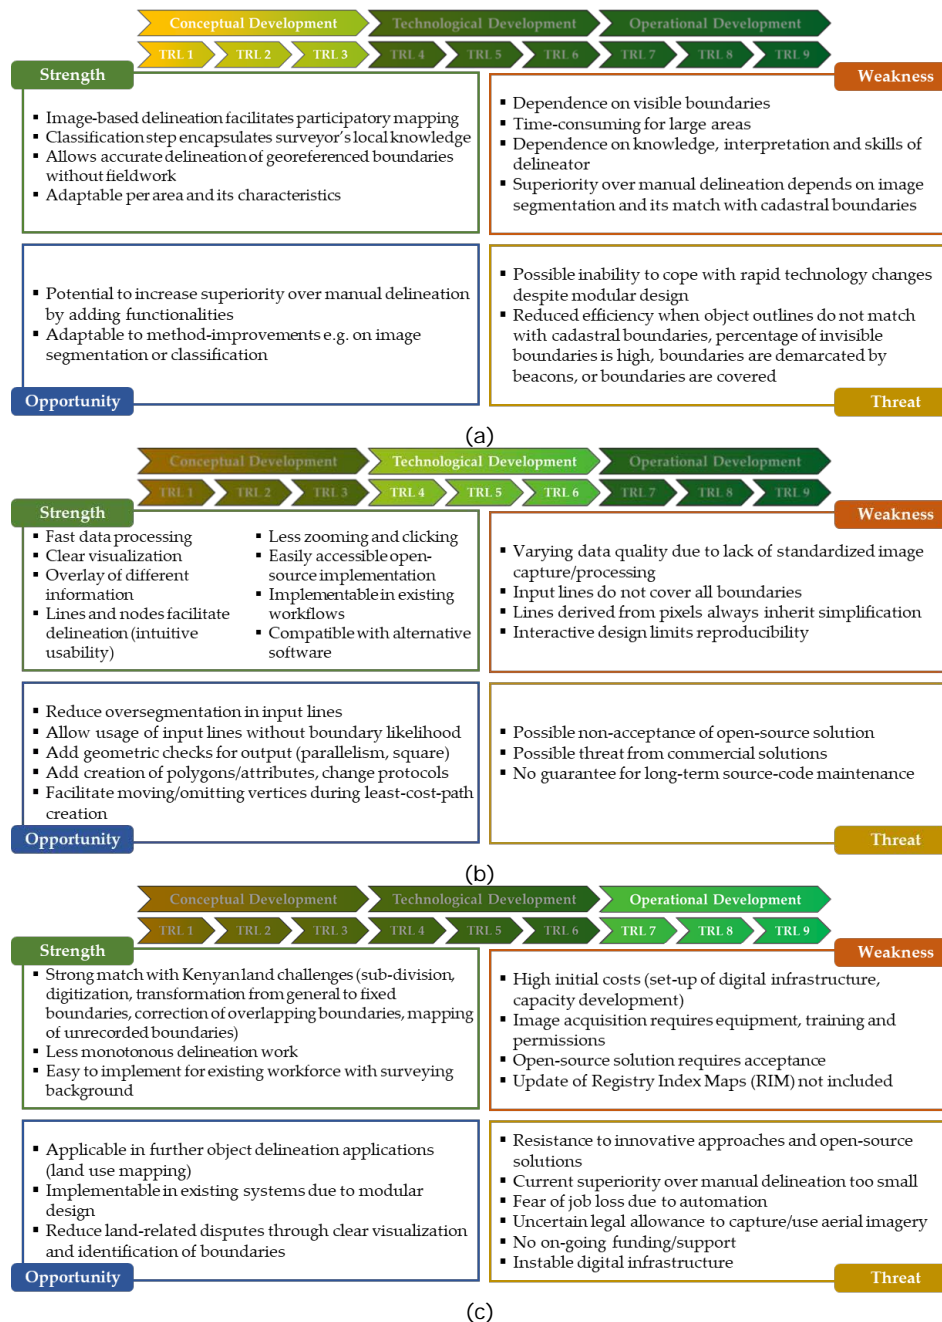 Conceptual Development Technological Development Operational Development
TRL 1 TRL 2 TRL 3 TRL 4 TRL 5 TRL 6 TRL 7 TRL 8 TRL 9
Strength
▪ Image-based delineation facilitates participatory mapping
▪ Classification step encapsulates surveyor's local knowledge
▪ Allows accurate delineation of georeferenced boundaries
without fieldwork
▪ Adaptable per area and its characteristics
Weakness
▪ Dependence on visible boundaries
▪ Time-consuming for large areas
▪ Dependence on knowledge, interpretation and skills of
delineator
▪ Superiority over manual delineation depends on image
segmentation and its match with cadastral boundaries
▪ Potential to increase superiority over manual delineation
by adding functionalities
▪ Adaptable to method-improvements e.g. on image
segmentation or classification
Opportunity
▪ Possible inability to cope with rapid technology changes
despite modular design
▪ Reduced efficiency when object outlines do not match
with cadastral boundaries, percentage of invisible
boundaries is high, boundaries are demarcated by
beacons, or boundaries are covered
Threat
(a)
Conceptual Development Technological Development Operational Development
TRL 1 TRL 2 TRL 3 TRL 4 TRL 5 TRL 6 TRL 7 TRL 8 TRL 9
Strength
▪ Fast data processing
▪ Clear visualization
▪ Overlay of different
information
▪ Lines and nodes facilitate
delineation (intuitive
usability)
▪ Less zooming and clicking
▪ Easily accessible open-
source implementation
▪ Implementable in existing
workflows
▪ Compatible with alternative
software
Weakness
▪ Varying data quality due to lack of standardized image
capture/processing
▪ Input lines do not cover all boundaries
▪ Lines derived from pixels always inherit simplification
▪ Interactive design limits reproducibility
▪ Reduce oversegmentation in input lines
▪ Allow usage of input lines without boundary likelihood
▪ Add geometric checks for output (parallelism, square)
▪ Add creation of polygons/attributes, change protocols
▪ Facilitate moving/omitting vertices during least-cost-path
creation
Opportunity
▪ Possible non-acceptance of open-source solution
▪ Possible threat from commercial solutions
▪ No guarantee for long-term source-code maintenance
Threat
(b)
Conceptual Development Technological Development Operational Development
TRL 1 TRL 2 TRL 3 TRL 4 TRL 5 TRL 6 TRL 7 TRL 8 TRL 9
Strength
▪ Strong match with Kenyan land challenges (sub-division,
digitization, transformation from general to fixed
boundaries, correction of overlapping boundaries, mapping
of unrecorded boundaries)
▪ Less monotonous delineation work
▪ Easy to implement for existing workforce with surveying
background
Weakness
▪ High initial costs (set-up of digital infrastructure,
capacity development)
▪ Image acquisition requires equipment, training and
permissions
▪ Open-source solution requires acceptance
▪ Update of Registry Index Maps (RIM) not included
▪ Applicable in further object delineation applications
(land use mapping)
▪ Implementable in existing systems due to modular
design
▪ Reduce land-related disputes through clear visualization
and identification of boundaries
Opportunity
▪ Resistance to innovative approaches and open-source
solutions
▪ Current superiority over manual delineation too small
▪ Fear of job loss due to automation
▪ Uncertain legal allowance to capture/use aerial imagery
▪ No on-going funding/support
▪ Instable digital infrastructure
Threat
(c)